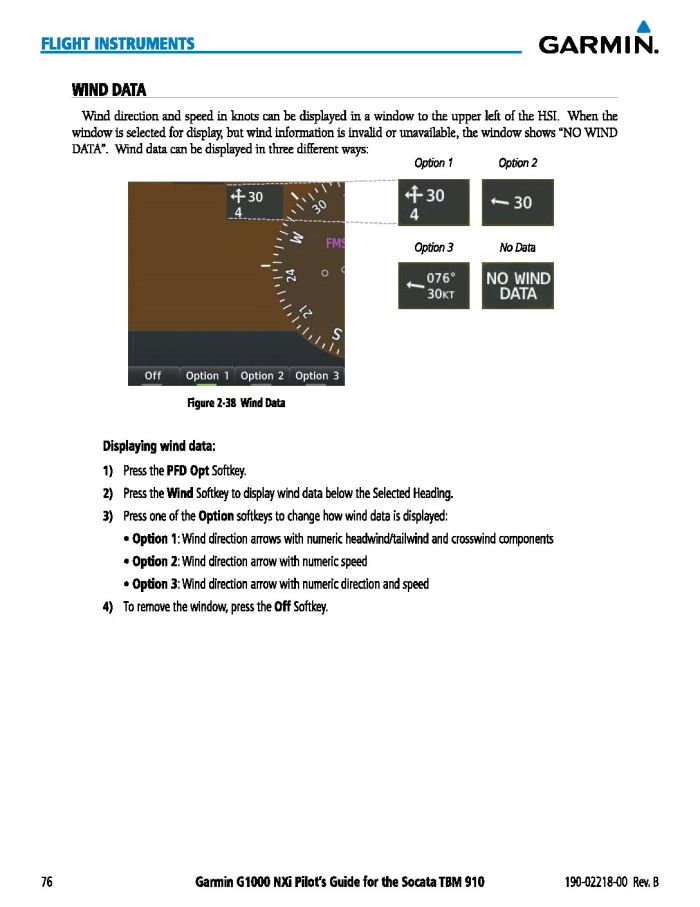 FLIGHT INSTRUMENTS
GARMIN.
WIND DATA
Wind direction and speed in knots can be displayed in a window to the upper left of the HSI. When the
window is selected for display, but wind information is invalid or unavailable, the window shows “NO WIND
DATA”. Wind data can be displayed in three different ways:
Option 1
Option 2
30
4
30
30
4
30
W
FMS
24
21
S
Option 3
No Data
076°
30KT
NO WIND
DATA
Off
Option 1
Option 2
Option 3
Figure 2-38 Wind Data
Displaying wind data:
1) Press the PFD Opt Softkey.
2) Press the Wind Softkey to display wind data below the Selected Heading.
3) Press one of the Option softkeys to change how wind data is displayed:
• Option 1: Wind direction arrows with numeric headwind/tailwind and crosswind components
• Option 2: Wind direction arrow with numeric speed
• Option 3: Wind direction arrow with numeric direction and speed
4) To remove the window, press the Off Softkey.
76
Garmin G1000 NXi Pilot’s Guide for the Socata TBM 910
190-02218-00 Rev. B